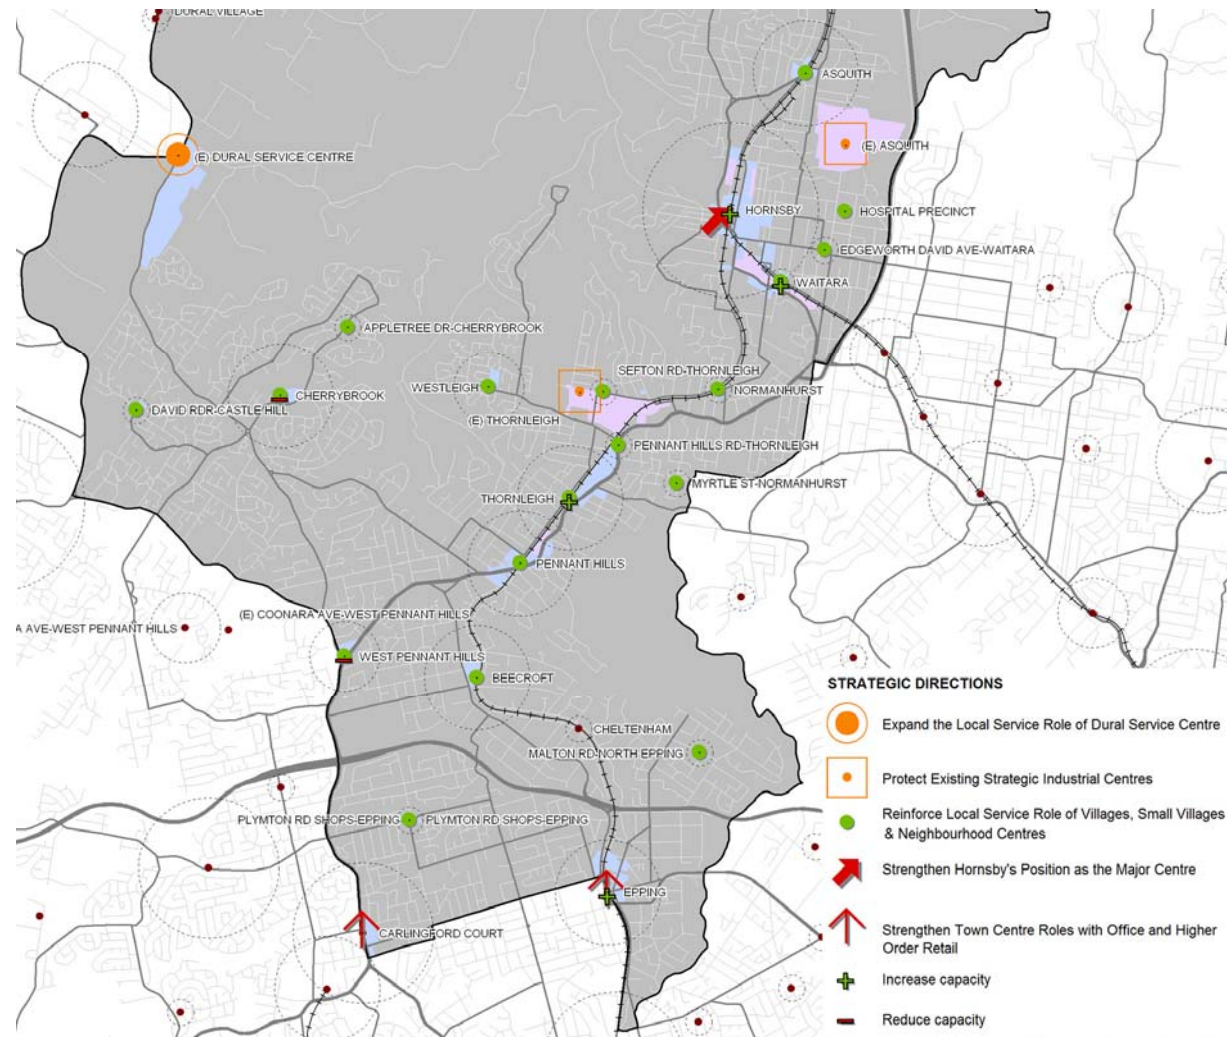 DURAL VILLAGE
ASQUITH
(E) ASQUITH
(E) DURAL SERVICE CENTRE
HORNSBY
HOSPITAL PRECINCT
EDGEWORTH DAVID AVE-WAITARA
WAITARA
APPLETREE DR-CHERRYBROOK
SEFTON RD-THORNLEIGH
WESTLEIGH
NORMANHURST
CHERRYBROOK
DAVID RDR-CASTLE HILL
(E) THORNLEIGH
PENNANT HILLS RD-THORNLEIGH
MYRTLE ST-NORMANHURST
THORNLEIGH
PENNANT HILLS
(E) COONARA AVE-WEST PENNANT HILLS
A AVE-WEST PENNANT HILLS
WEST PENNANT HILLS
BEECROFT
CHELTENHAM
MALTON RD-NORTH EPPING
PLYMTON RD SHOPS-EPPING
PLYMTON RD SHOPS-EPPING
EPPING
CARLINGFORD COURT
STRATEGIC DIRECTIONS
Expand the Local Service Role of Dural Service Centre
Protect Existing Strategic Industrial Centres
Reinforce Local Service Role of Villages, Small Villages
& Neighbourhood Centres
Strengthen Hornsby's Position as the Major Centre
Strengthen Town Centre Roles with Office and Higher
Order Retail
Increase capacity
Reduce capacity